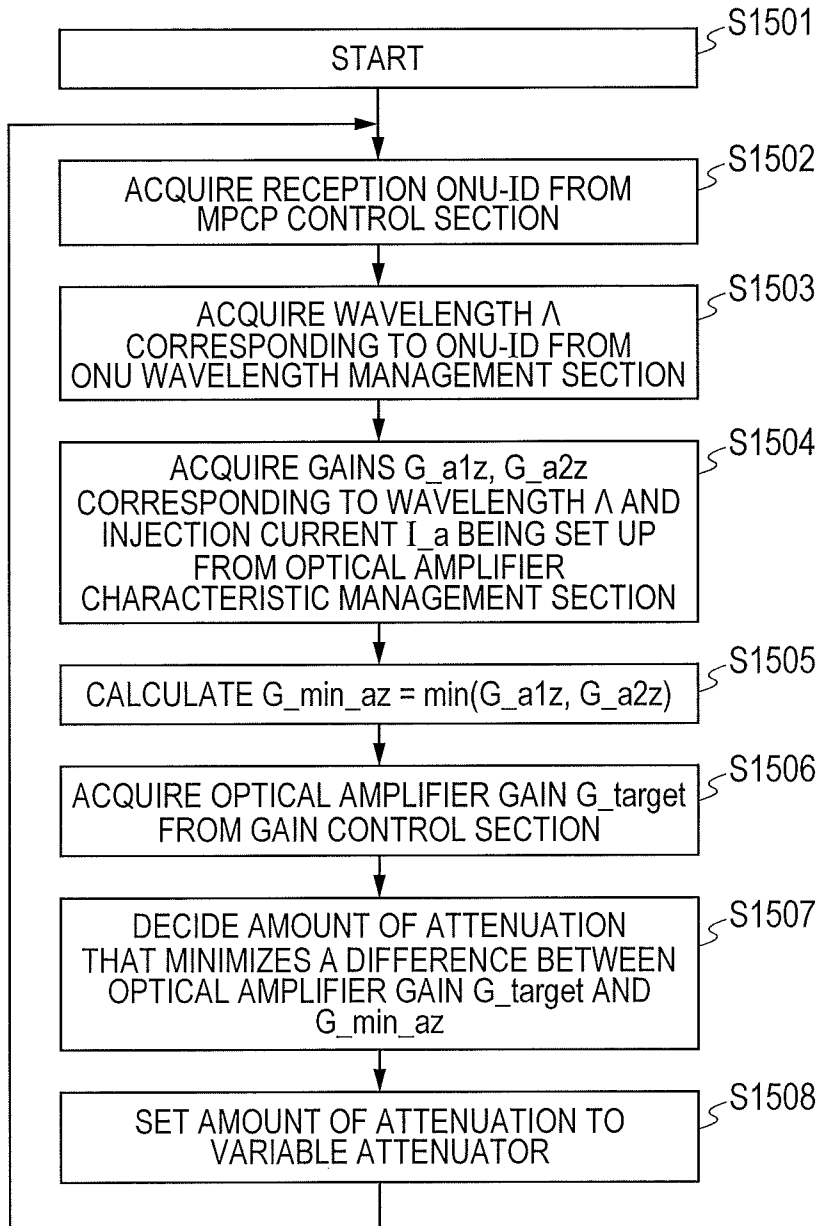 S1501
START
S1502
ACQUIRE RECEPTION ONU-ID FROM
MPCP CONTROL SECTION
S1503
ACQUIRE WAVELENGTH Λ
CORRESPONDING TO ONU-ID FROM
ONU WAVELENGTH MANAGEMENT SECTION
S1504
ACQUIRE GAINS G_a1z, G_a2z
CORRESPONDING TO WAVELENGTH Λ AND
INJECTION CURRENT I_a BEING SET UP
FROM OPTICAL AMPLIFIER
CHARACTERISTIC MANAGEMENT SECTION
S1505
CALCULATE G_min_az = min(G_a1z, G_a2z)
S1506
ACQUIRE OPTICAL AMPLIFIER GAIN G_target
FROM GAIN CONTROL SECTION
S1507
DECIDE AMOUNT OF ATTENUATION
THAT MINIMIZES A DIFFERENCE BETWEEN
OPTICAL AMPLIFIER GAIN G_target AND
G_min_az
S1508
SET AMOUNT OF ATTENUATION TO
VARIABLE ATTENUATOR